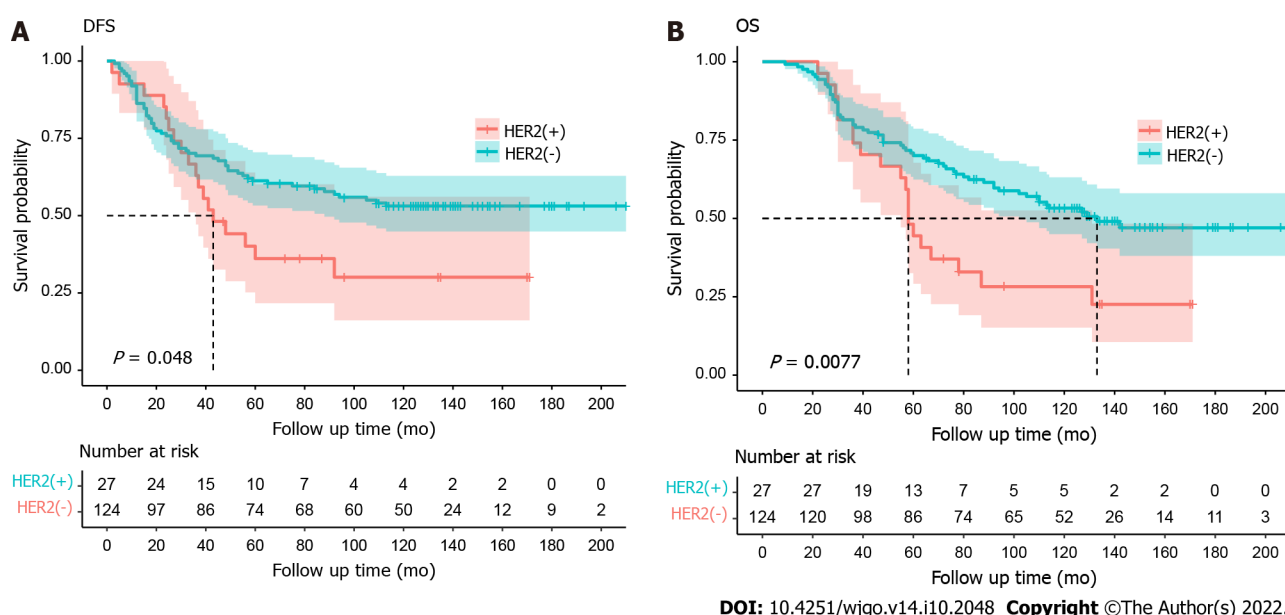 A
DFS
1.00
0.75
0.50
0.25
0.00
Survival probability
HER2(+)
HER2(-)
P = 0.048
0 20 40 60 80 100 120 140 160 180 200
Follow up time (mo)
Number at risk
HER2(+) 27 24 15 10 7 4 4 2 2 0 0
HER2(-) 124 97 86 74 68 60 50 24 12 9 2
0 20 40 60 80 100 120 140 160 180 200
Follow up time (mo)
B
OS
1.00
0.75
0.50
0.25
0.00
Survival probability
HER2(+)
HER2(-)
P = 0.0077
0 20 40 60 80 100 120 140 160 180 200
Follow up time (mo)
Number at risk
HER2(+) 27 27 19 13 7 5 5 2 2 0 0
HER2(-) 124 120 98 86 74 65 52 26 14 11 3
0 20 40 60 80 100 120 140 160 180 200
Follow up time (mo)
DOI: 10.4251/wjgo.v14.i10.2048 Copyright ©The Author(s) 2022.